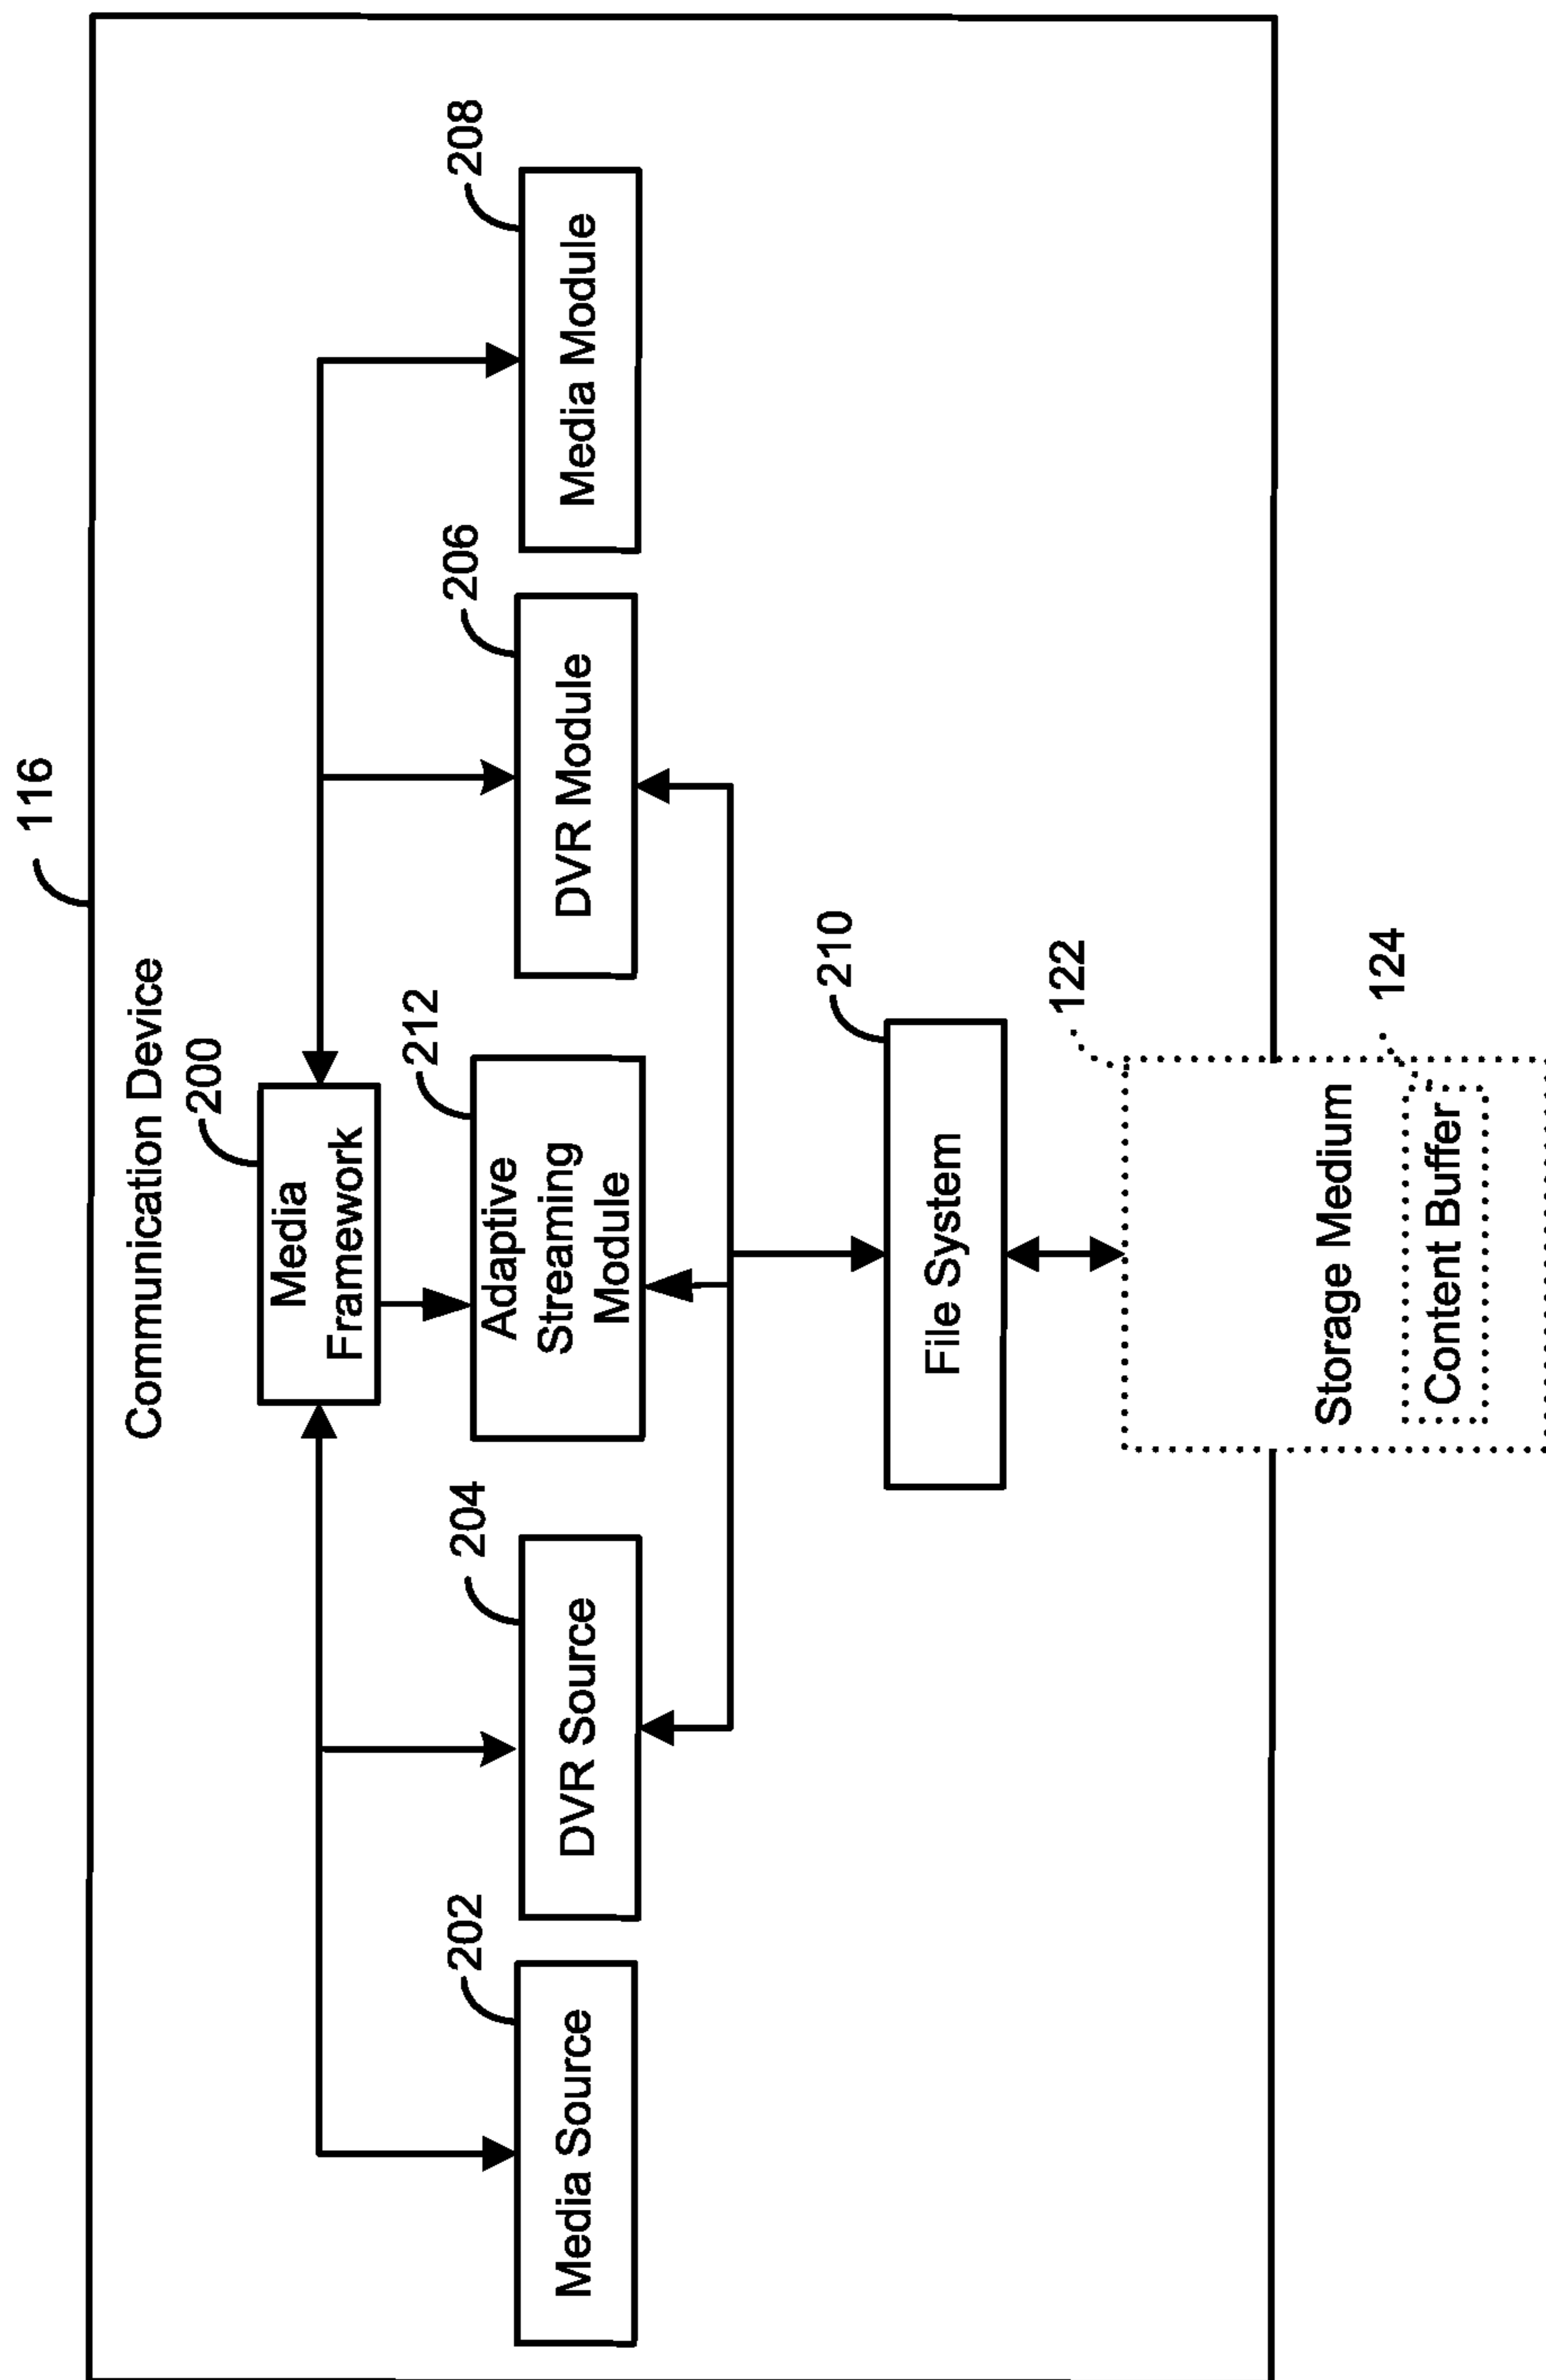 116
Communication Device
200
Media
Framework
202
Media Source
204
DVR Source
212
Adaptive
Streaming
Module
206
DVR Module
208
Media Module
210
File System
122
Storage Medium
124
Content Buffer